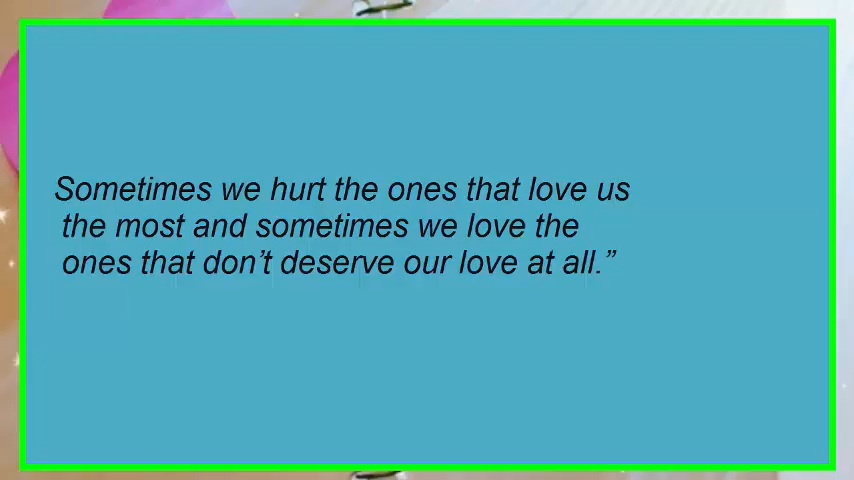 Sometimes we hurt the ones that love us
the most and sometimes we love the
ones that don’t deserve our love at all.”